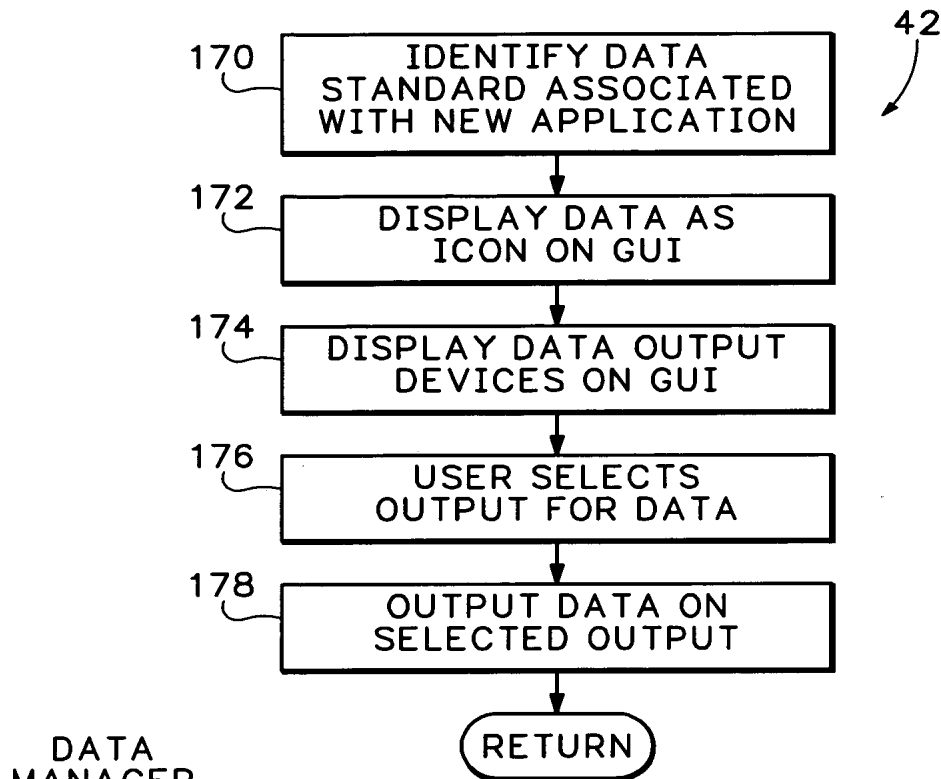 42
170
IDENTIFY DATA
STANDARD ASSOCIATED
WITH NEW APPLICATION
172
DISPLAY DATA AS
ICON ON GUI
174
DISPLAY DATA OUTPUT
DEVICES ON GUI
176
USER SELECTS
OUTPUT FOR DATA
178
OUTPUT DATA ON
SELECTED OUTPUT
RETURN
DATA
MANAGER